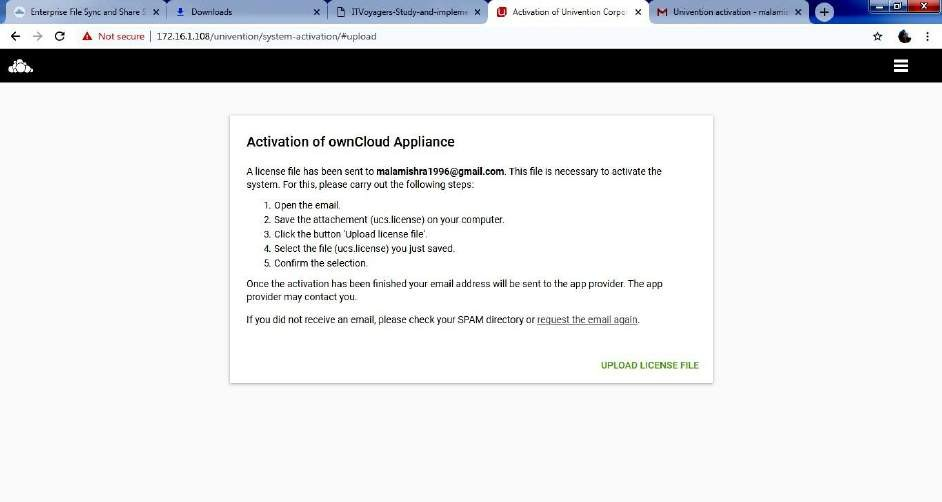 Enterprise File Sync and Share S
Downloads
ITVoyagers-Study-and-impleme
Activation of Univention Corpo
Univention activation - malamis
Not secure | 172.16.1.108/univention/system-activation/#upload
Activation of ownCloud Appliance
A license file has been sent to malamishra1996@gmail.com. This file is necessary to activate the
system. For this, please carry out the following steps:
1. Open the email.
2. Save the attachement (ucs.license) on your computer.
3. Click the button 'Upload license file'.
4. Select the file (ucs.license) you just saved.
5. Confirm the selection.
Once the activation has been finished your email address will be sent to the app provider. The app
provider may contact you.
If you did not receive an email, please check your SPAM directory or request the email again.
UPLOAD LICENSE FILE